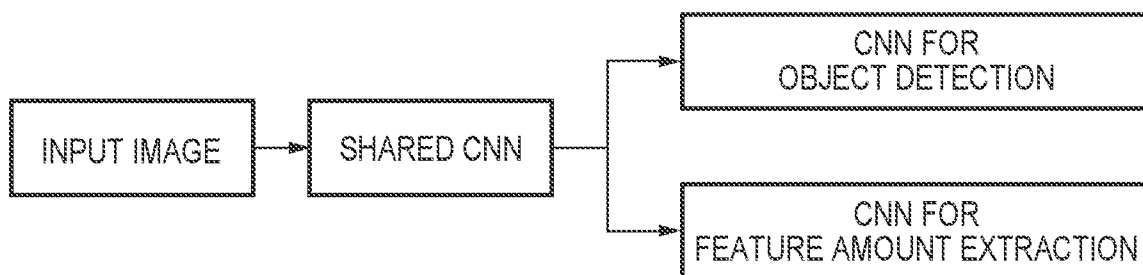 INPUT IMAGE
SHARED CNN
CNN FOR
OBJECT DETECTION
CNN FOR
FEATURE AMOUNT EXTRACTION